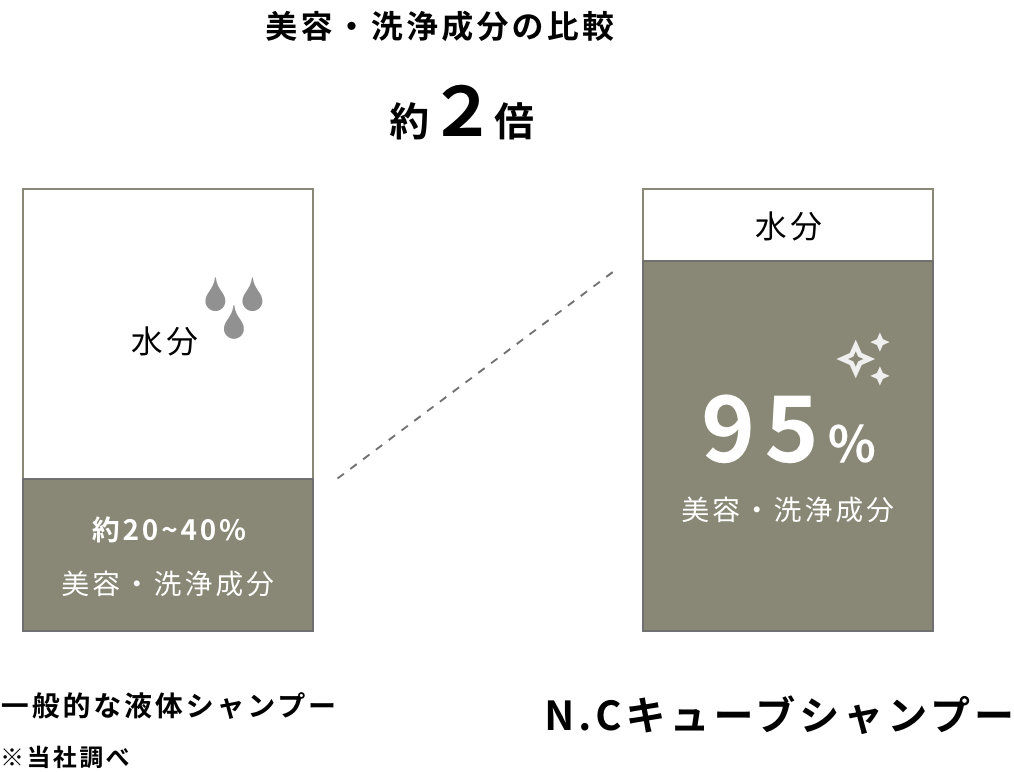 美容・洗浄成分の比較
約2倍
水分
約20~40%
美容・洗浄成分
一般的な液体シャンプー
※当社調べ
水分
95%
美容・洗浄成分
N.Cキューブシャンプー